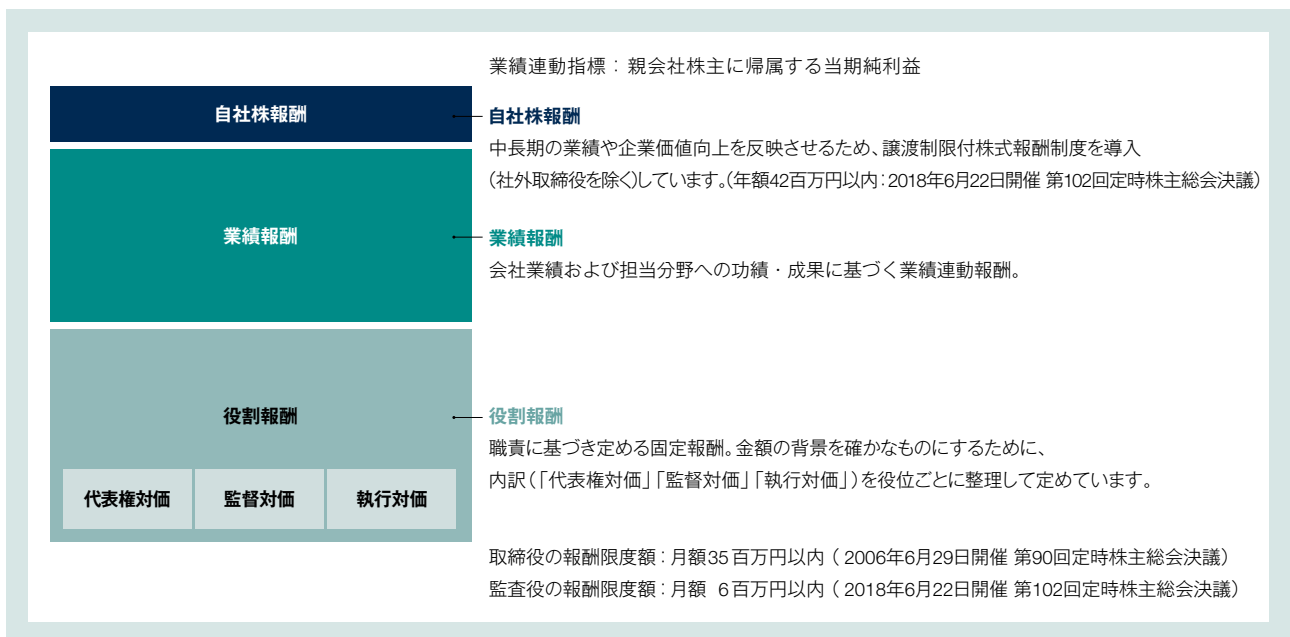 業績連動指標：親会社株主に帰属する当期純利益
自社株報酬
自社株報酬
中長期の業績や企業価値向上を反映させるため、譲渡制限付株式報酬制度を導入
(社外取締役を除く)しています。(年額42百万円以内：2018年6月22日開催 第102回定時株主総会決議)
業績報酬
業績報酬
会社業績および担当分野への功績・成果に基づく業績連動報酬。
役割報酬
役割報酬
職責に基づき定める固定報酬。金額の背景を確かなものにするために、
内訳(「代表権対価」「監督対価」「執行対価」)を役位ごとに整理して定めています。
代表権対価 監督対価 執行対価
取締役の報酬限度額：月額35百万円以内 ( 2006年6月29日開催 第90回定時株主総会決議)
監査役の報酬限度額：月額 6百万円以内 ( 2018年6月22日開催 第102回定時株主総会決議)